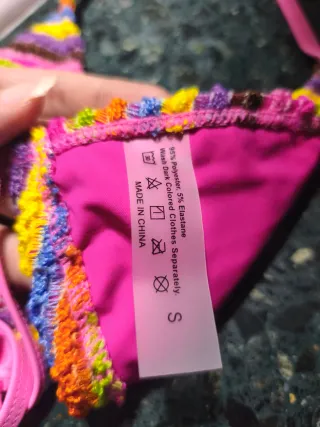 95% Polyester, 5% Elastane
Wash Dark Colored Clothes Separately.
MADE IN CHINA
S